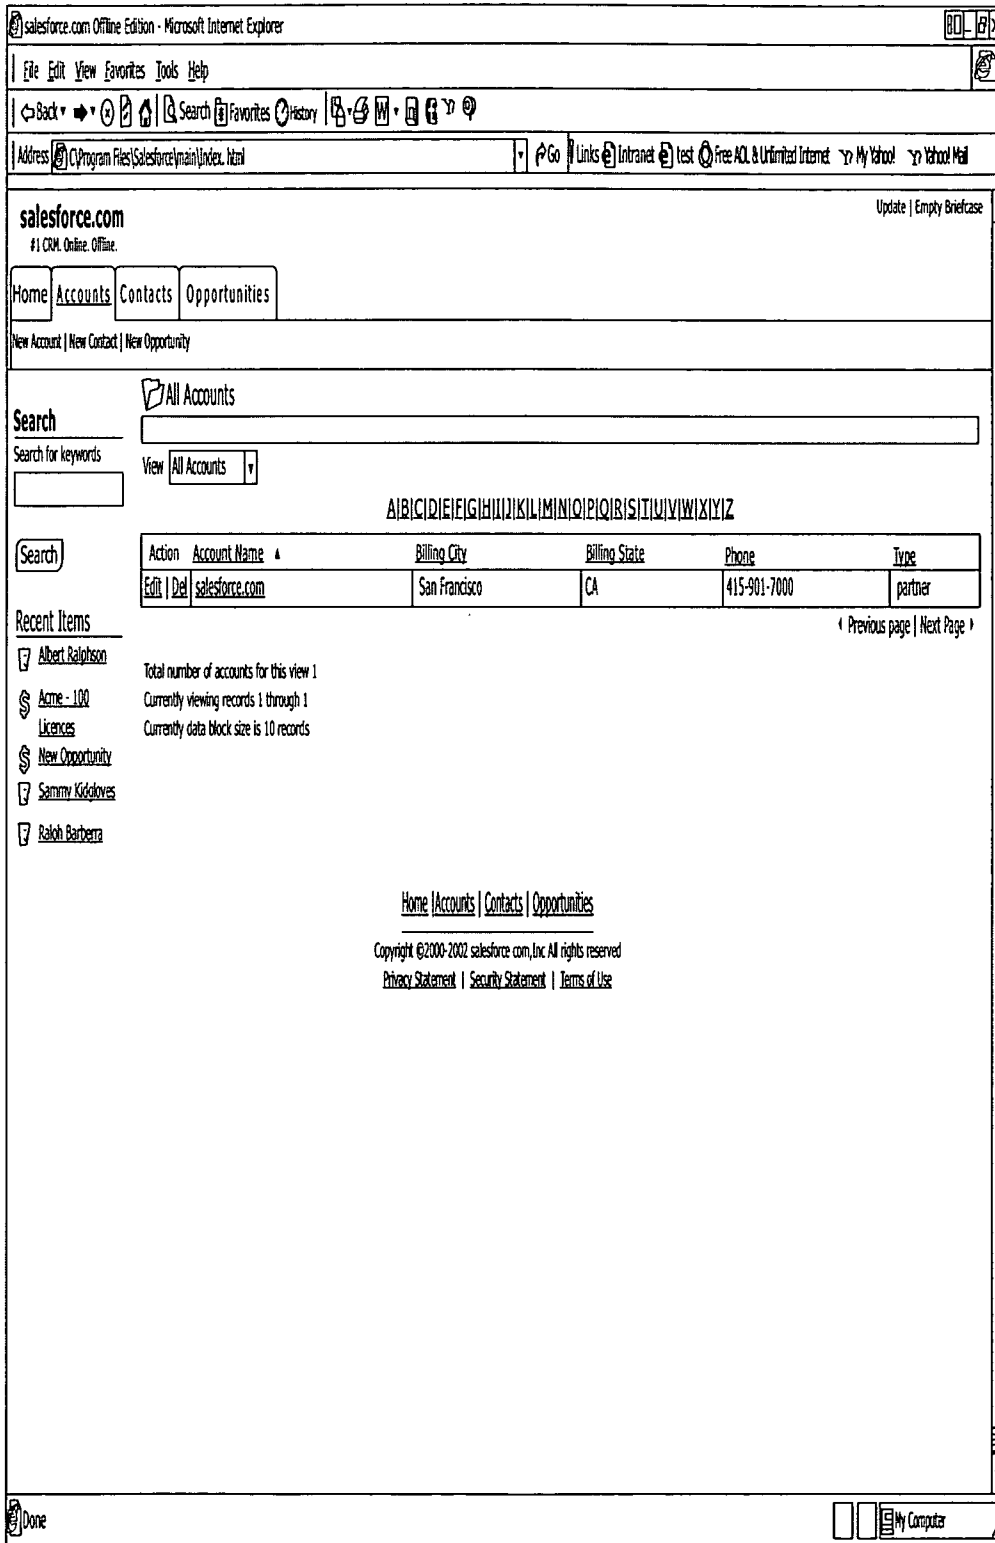 salesforce.com Offline Edition - Microsoft Internet Explorer
File Edit View Favorites Tools Help
Back Search Favorites History W
Address C\Program Files\Salesforce\main\Index. html Go Links Intranet test Free AOL & Unlimited Internet My Yahoo! Yahoo! Mail
salesforce.com
Update | Empty Briefcase
#1 CRM. Online. Offline.
Home Accounts Contacts Opportunities
New Account | New Contact | New Opportunity
All Accounts
Search
Search for keywords
View All Accounts
A|B|C|D|E|F|G|H|I|J|K|L|M|N|O|P|Q|R|S|T|U|V|W|X|Y|Z
Search
Action Account Name Billing City Billing State Phone Type
Edit | Del salesforce.com San Francisco CA 415-901-7000 partner
Recent Items
Previous page | Next Page
Albert Ralphson
Total number of accounts for this view 1
Acme - 100
Currently viewing records 1 through 1
Licences
Currently data block size is 10 records
New Opportunity
Sammy Kidgloves
Raloh Barberra
Home |Accounts | Contacts | Opportunities
Copyright ©2000-2002 salesforce com,Inc All rights reserved
Privacy Statement | Security Statement | Terms of Use
Done
My Computer